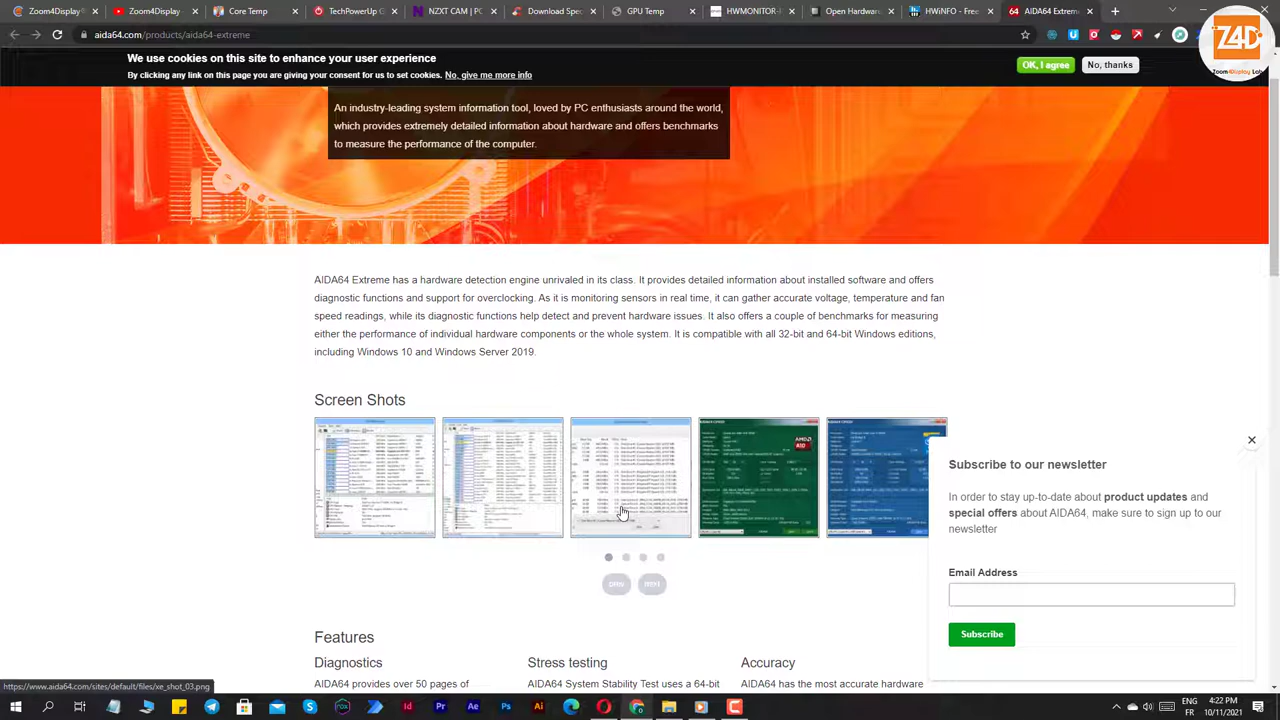 Zoom4Display
Zoom4Display
Core Temp
TechPowerUp G
NZXT CAM | PC
Download Spe
GPU Temp
HWMONITOR
Open Hardware
HWiNFO - Free
AIDA64 Extreme
aida64.com/products/aida64-extreme
Z4D
Zoom4Display Lab
We use cookies on this site to enhance your user experience
By clicking any link on this page you are giving your consent for us to set cookies. No, give me more info
OK, I agree
No, thanks
An industry-leading system information tool, loved by PC enthusiasts around the world,
which provides extremely detailed information about hardware and offers benchmarks
to measure the performance of the computer.
AIDA64 Extreme has a hardware detection engine unrivaled in its class. It provides detailed information about installed software and offers
diagnostic functions and support for overclocking. As it is monitoring sensors in real time, it can gather accurate voltage, temperature and fan
speed readings, while its diagnostic functions help detect and prevent hardware issues. It also offers a couple of benchmarks for measuring
either the performance of individual hardware components or the whole system. It is compatible with all 32-bit and 64-bit Windows editions,
including Windows 10 and Windows Server 2019.
Screen Shots
prev
next
Features
Diagnostics
Stress testing
Accuracy
AIDA64 provides over 50 pages of
AIDA64 System Stability Test uses a 64-bit
AIDA64 has the most accurate hardware
Subscribe to our newsletter
In order to stay up-to-date about product updates and
special offers about AIDA64, make sure to sign up to our
newsletter
Email Address
Subscribe
https://www.aida64.com/sites/default/files/xe_shot_03.png
ENG
FR
4:22 PM
10/11/2021